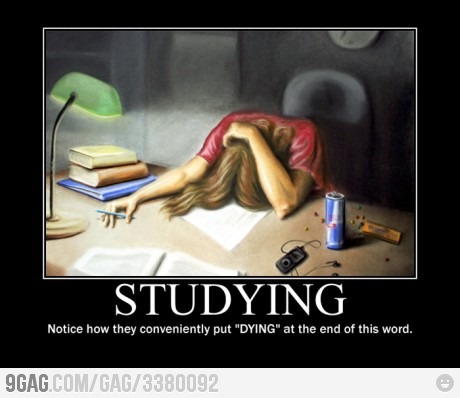 STUDYING
Notice how they conveniently put "DYING" at the end of this word.
9GAG.COM/GAG/3380092